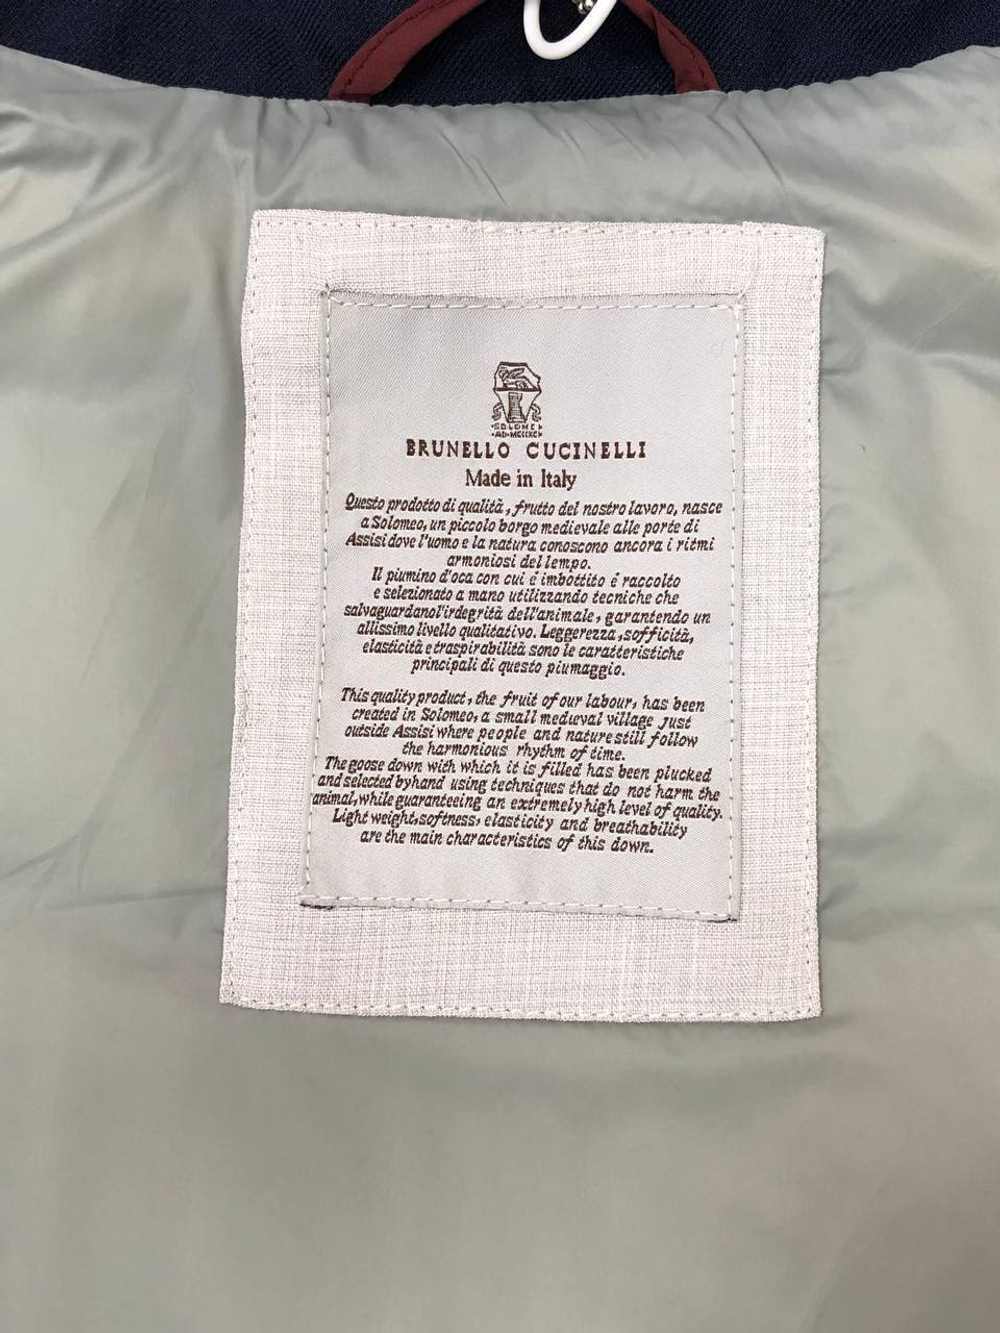 SOLOMEO
AD·MCCCXCI
BRUNELLO CUCINELLI
Made in Italy
Questo prodotto di qualità, frutto del nostro lavoro, nasce
a Solomeo, un piccolo borgo medievale alle porte di
Assisi dove l'uomo e la natura conoscono ancora i ritmi
armoniosi del lempo.
Il piumino d'oca con cui é imbottito é raccolto
e selezionato a mano utilizzando tecniche che
salvaguardanol'irdegrità dell'animale, garantendo un
allissimo livello qualitativo. Leggerezza, sofficità,
elasticità e traspirabilità sono le caratteristiche
principali di questo piumaggio.
This quality product, the fruit of our labour, has been
created in Solomeo, a small medieval village just
outside Assisi where people and nature still follow
the harmonious rhythm of time.
The goose down with which it is filled has been plucked
and selected by hand using techniques that do not harm the
animal, while guaranteeing an extremely high level of quality.
Light weight, softness, elasticity and breathability
are the main characteristics of this down.